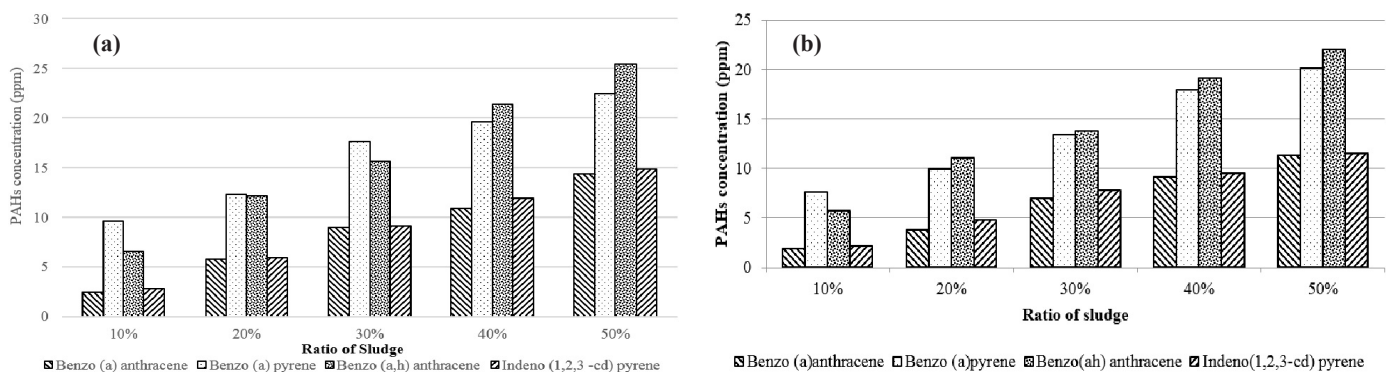 (a)
PAHs concentration (ppm)
30
25
20
15
10
5
0
10% 20% 30% 40% 50%
Ratio of Sludge
Benzo (a) anthracene Benzo (a) pyrene Benzo (a,h) anthracene Indeno (1,2,3 -cd) pyrene
(b)
PAHs concentration (ppm)
25
20
15
10
5
0
10% 20% 30% 40% 50%
Ratio of sludge
Benzo (a)anthracene Benzo (a)pyrene Benzo(ah) anthracene Indeno(1,2,3-cd) pyrene